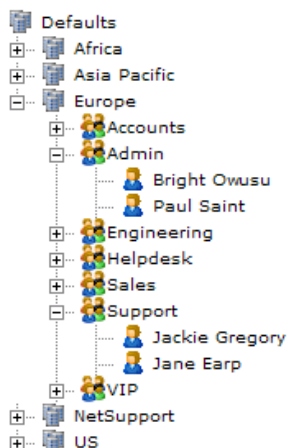 Defaults
Africa
Asia Pacific
Europe
Accounts
Admin
Bright Owusu
Paul Saint
Engineering
Helpdesk
Sales
Support
Jackie Gregory
Jane Earp
VIP
NetSupport
US